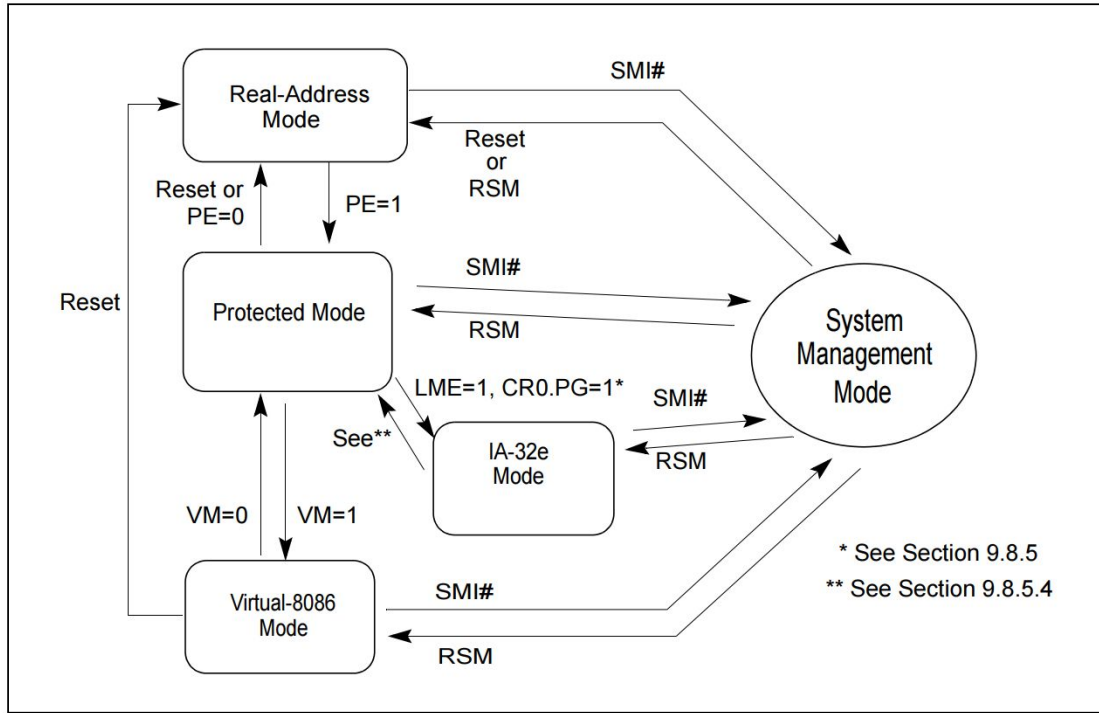 Real-Address
Mode
SMI#
Reset
or
RSM
Reset or
PE=0
PE=1
Reset
Protected Mode
SMI#
RSM
System
Management
Mode
LME=1, CR0.PG=1*
See**
IA-32e
Mode
SMI#
RSM
VM=0
VM=1
Virtual-8086
Mode
SMI#
RSM
* See Section 9.8.5
** See Section 9.8.5.4